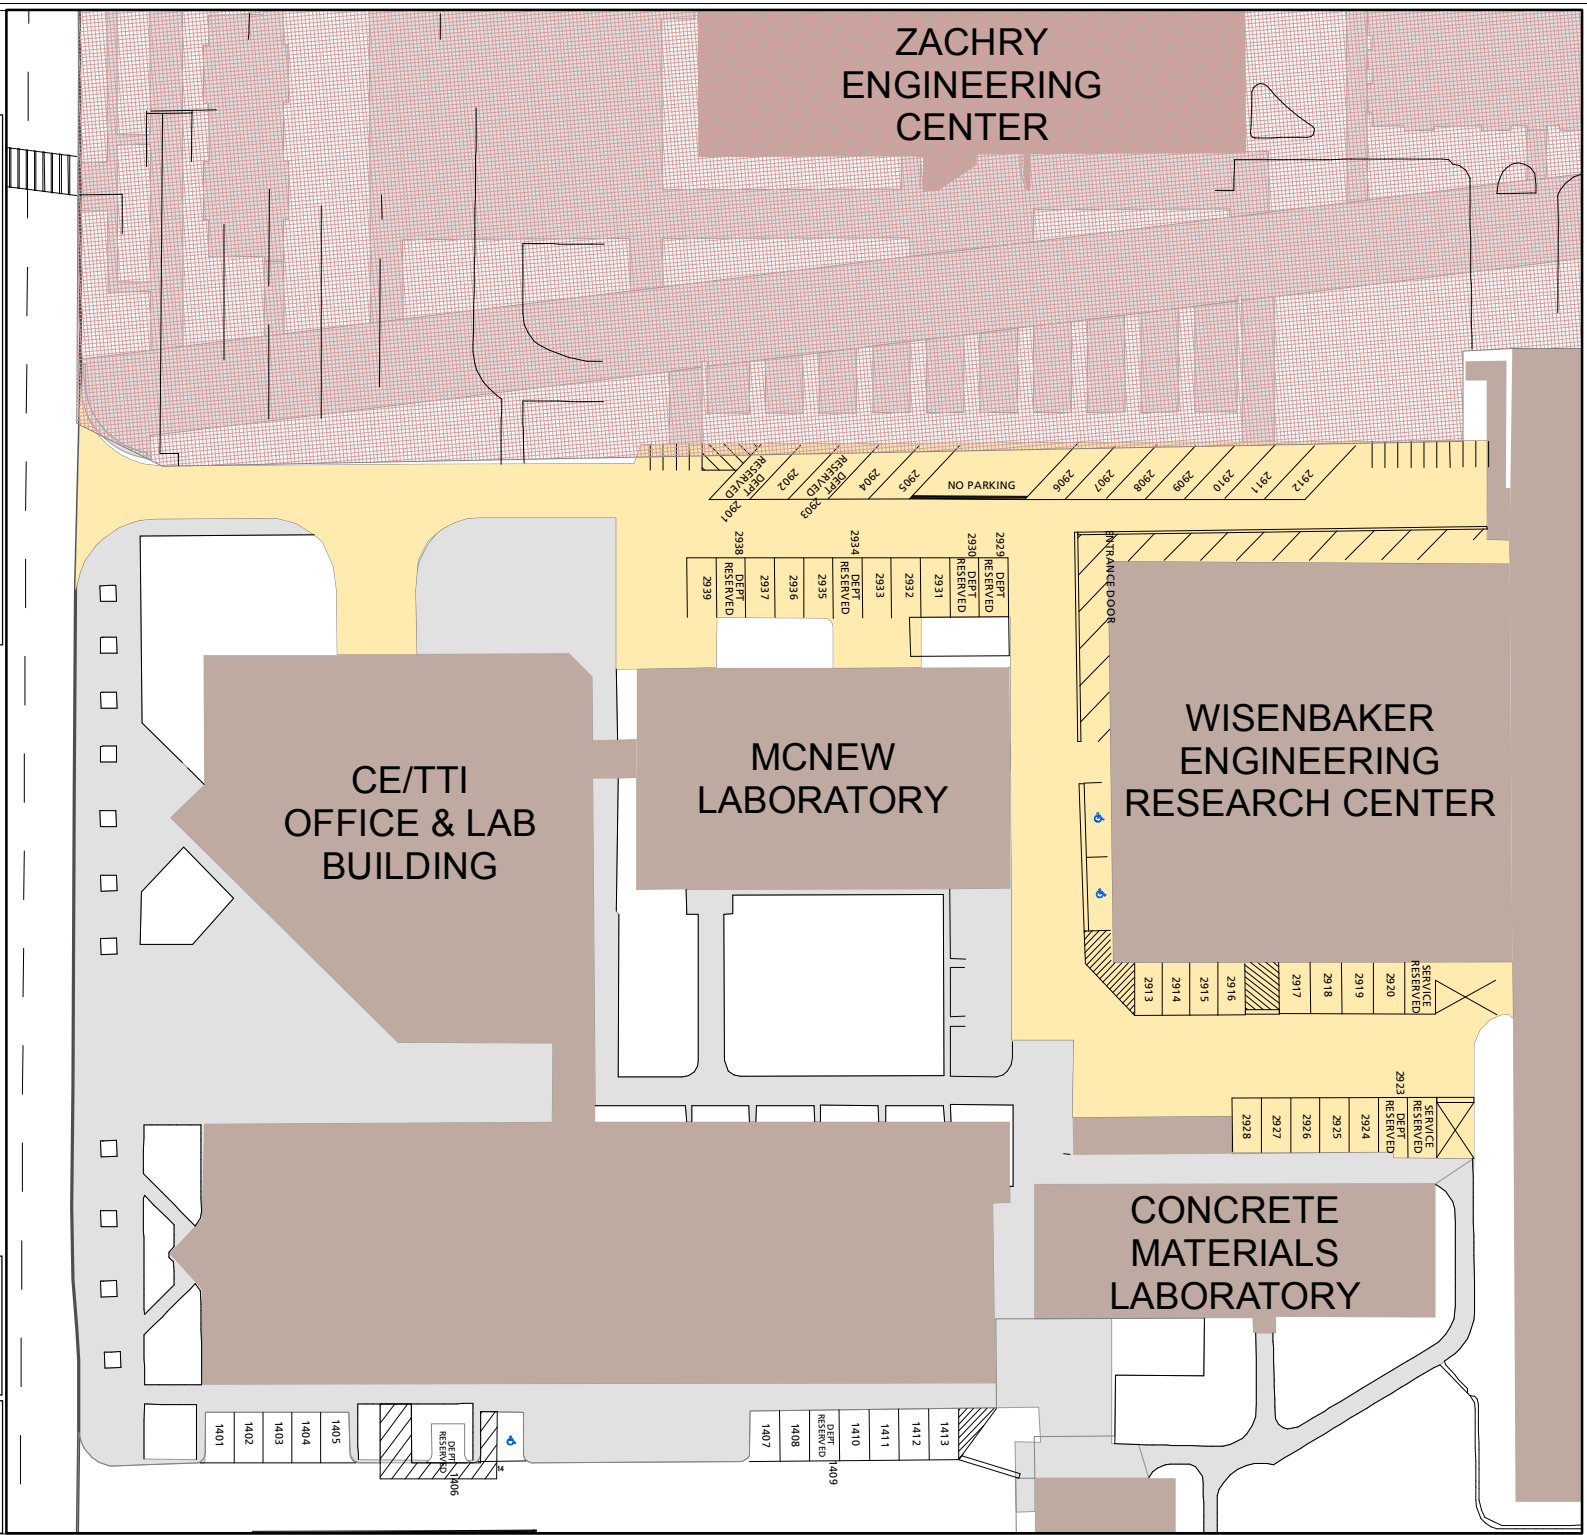 ZACHRY
ENGINEERING
CENTER
DEPT
RESERVED
2901
2902
DEPT
RESERVED
2903
2904
2905
NO PARKING
2906
2907
2908
2909
2910
2911
2912
2938
2934
2930
2929
2939
DEPT
RESERVED
2937
2936
2935
DEPT
RESERVED
2933
2932
2931
DEPT
RESERVED
DEPT
RESERVED
ENTRANCE DOOR
CE/TTI
OFFICE & LAB
BUILDING
MCNEW
LABORATORY
WISENBAKER
ENGINEERING
RESEARCH CENTER
2913
2914
2915
2916
2917
2918
2919
2920
SERVICE
RESERVED
2923
2928
2927
2926
2925
2924
DEPT
RESERVED
SERVICE
RESERVED
CONCRETE
MATERIALS
LABORATORY
1401
1402
1403
1404
1405
DEPT
RESERVED
1406
14
1407
1408
DEPT
RESERVED
1409
1410
1411
1412
1413